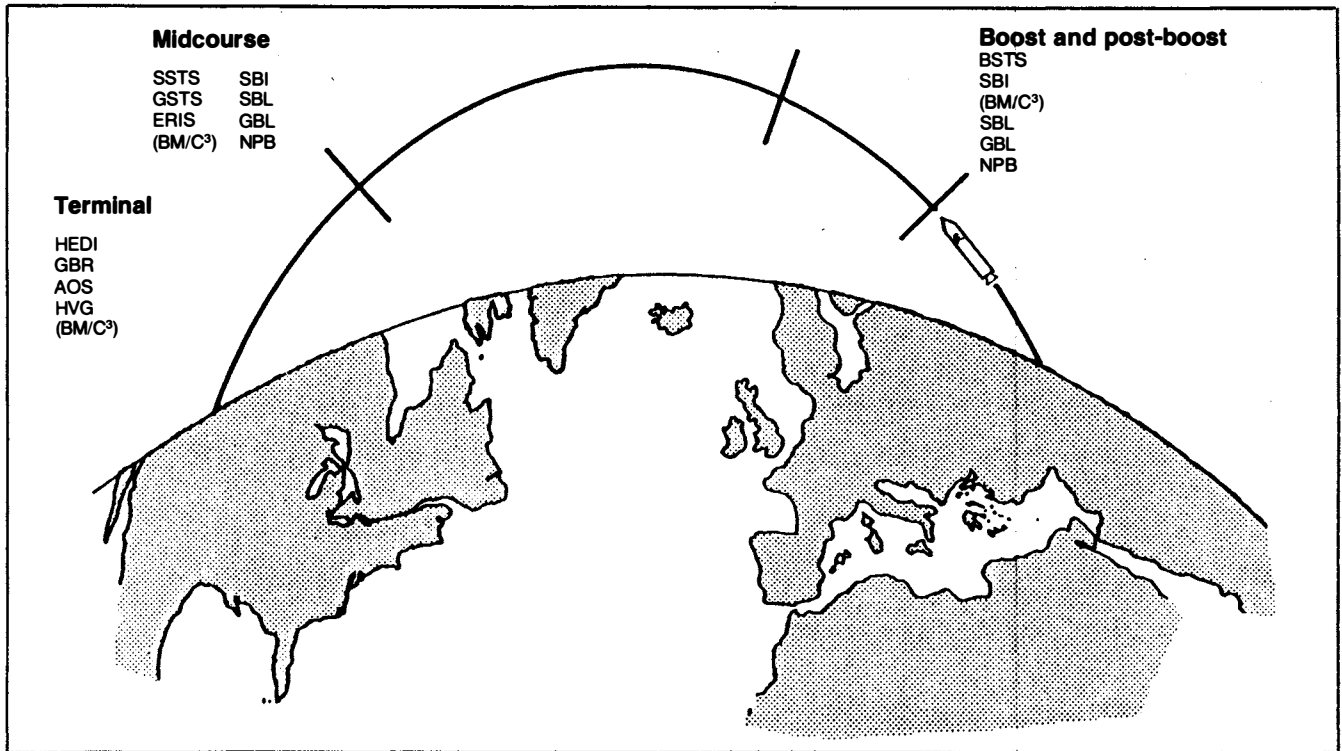 Midcourse
SSTS SBI
GSTS SBL
ERIS GBL
(BM/C³) NPB
Boost and post-boost
BSTS
SBI
(BM/C³)
SBL
GBL
NPB
Terminal
HEDI
GBR
AOS
HVG
(BM/C³)